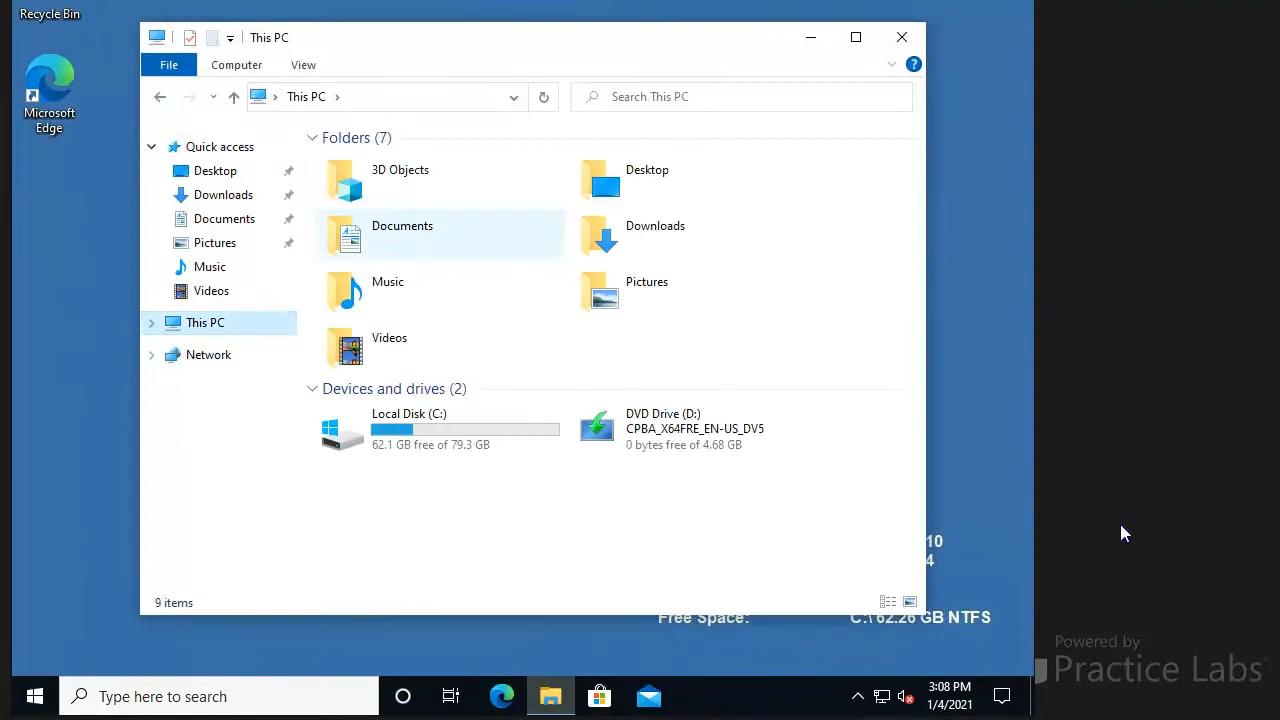 Recycle Bin
Microsoft
Edge
This PC
File
Computer
View
This PC
Search This PC
Quick access
Desktop
Downloads
Documents
Pictures
Music
Videos
This PC
Network
Folders (7)
3D Objects
Desktop
Documents
Downloads
Music
Pictures
Videos
Devices and drives (2)
Local Disk (C:)
62.1 GB free of 79.3 GB
DVD Drive (D:)
CPBA_X64FRE_EN-US_DV5
0 bytes free of 4.68 GB
9 items
10
4
Free Space: C:\ 62.26 GB NTFS
Powered by
Practice Labs
Type here to search
3:08 PM
1/4/2021